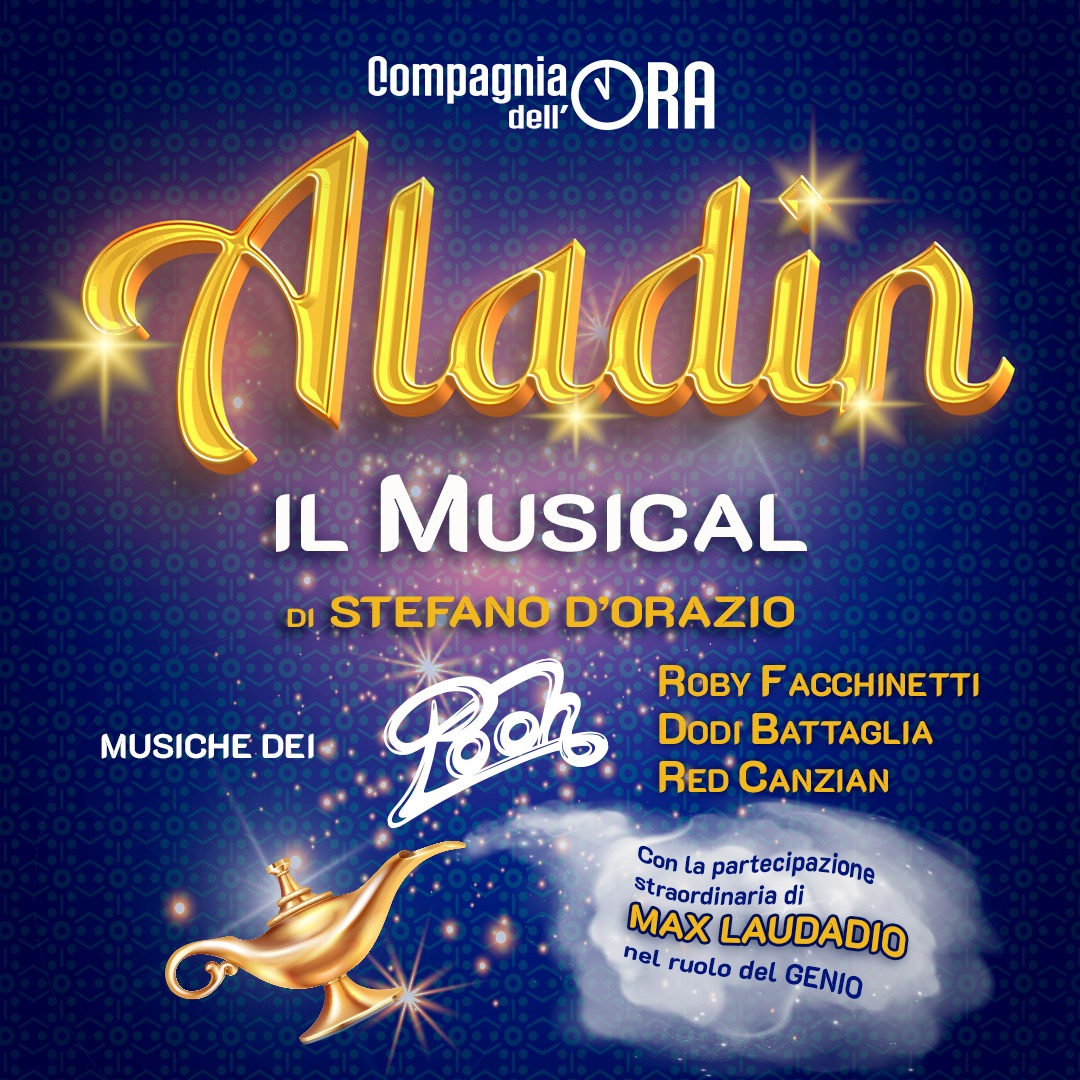 Compagnia
dell'ORA
Aladin
IL MUSICAL
DI STEFANO D'ORAZIO
MUSICHE DEI
Pooh
ROBY FACCHINETTI
DODI BATTAGLIA
RED CANZIAN
Con la partecipazione
straordinaria di
MAX LAUDADIO
nel ruolo del GENIO